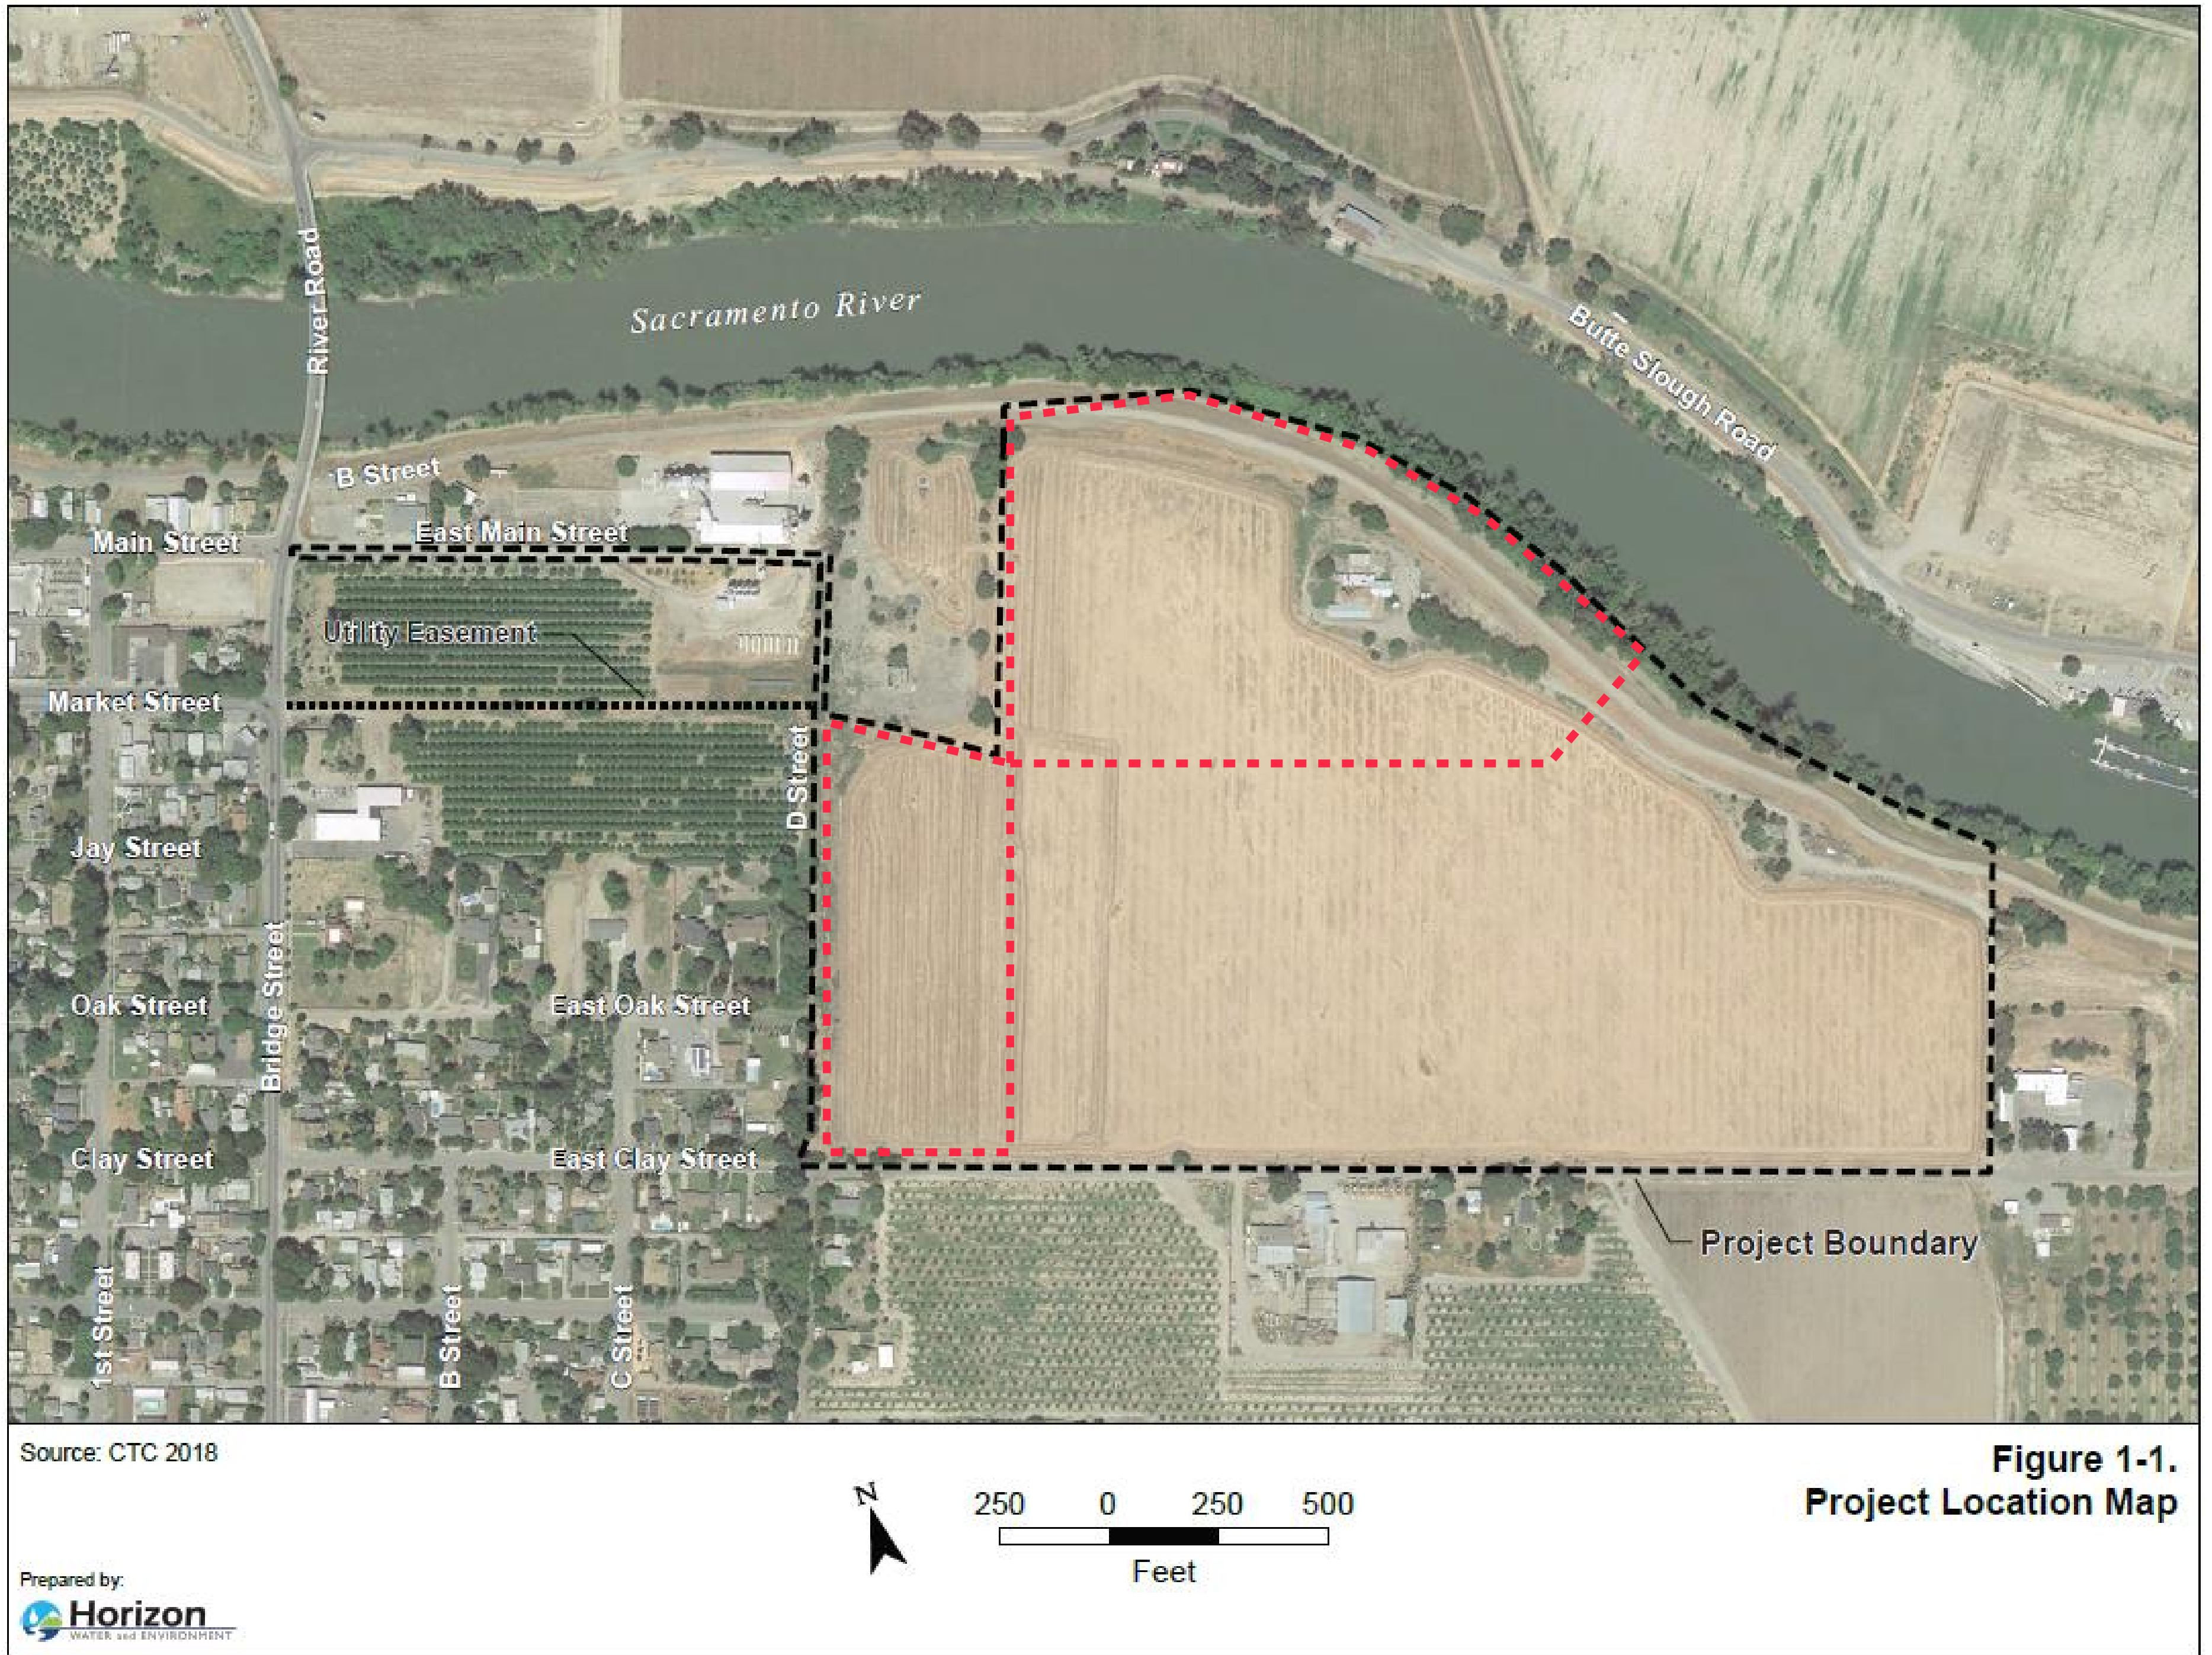 River Road
Sacramento River
Butte Slough Road
B Street
East Main Street
Main Street
Utility Easement
Market Street
D Street
Jay Street
Bridge Street
Oak Street
East Oak Street
Clay Street
East Clay Street
Project Boundary
1st Street
B Street
C Street
Source: CTC 2018
Figure 1-1.
Project Location Map
N
250 0 250 500
Feet
Prepared by:
Horizon
WATER and ENVIRONMENT